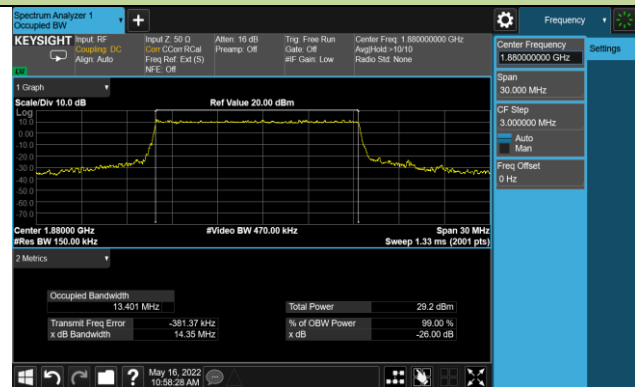 Spectrum Analyzer 1
Occupied BW
+
Frequency
KEYSIGHT
Input: RF
Coupling: DC
Align: Auto
Input Z: 50 Ω
Corr CCorr RCal
Freq Ref: Ext (S)
NFE: Off
Atten: 16 dB
Preamp: Off
Trig: Free Run
Gate: Off
#IF Gain: Low
Center Freq: 1.880000000 GHz
Avg|Hold:>10/10
Radio Std: None
Center Frequency
1.880000000 GHz
Settings
Span
30.000 MHz
CF Step
3.000000 MHz
Auto
Man
Freq Offset
0 Hz
1 Graph
Scale/Div 10.0 dB
Ref Value 20.00 dBm
Log
10.0
0.00
-10.0
-20.0
-30.0
-40.0
-50.0
-60.0
-70.0
Center 1.88000 GHz
#Video BW 470.00 kHz
Span 30 MHz
#Res BW 150.00 kHz
Sweep 1.33 ms (2001 pts)
2 Metrics
Occupied Bandwidth
13.401 MHz
Total Power
29.2 dBm
Transmit Freq Error
-381.37 kHz
% of OBW Power
99.00 %
x dB Bandwidth
14.35 MHz
x dB
-26.00 dB
?
May 16, 2022
10:58:28 AM